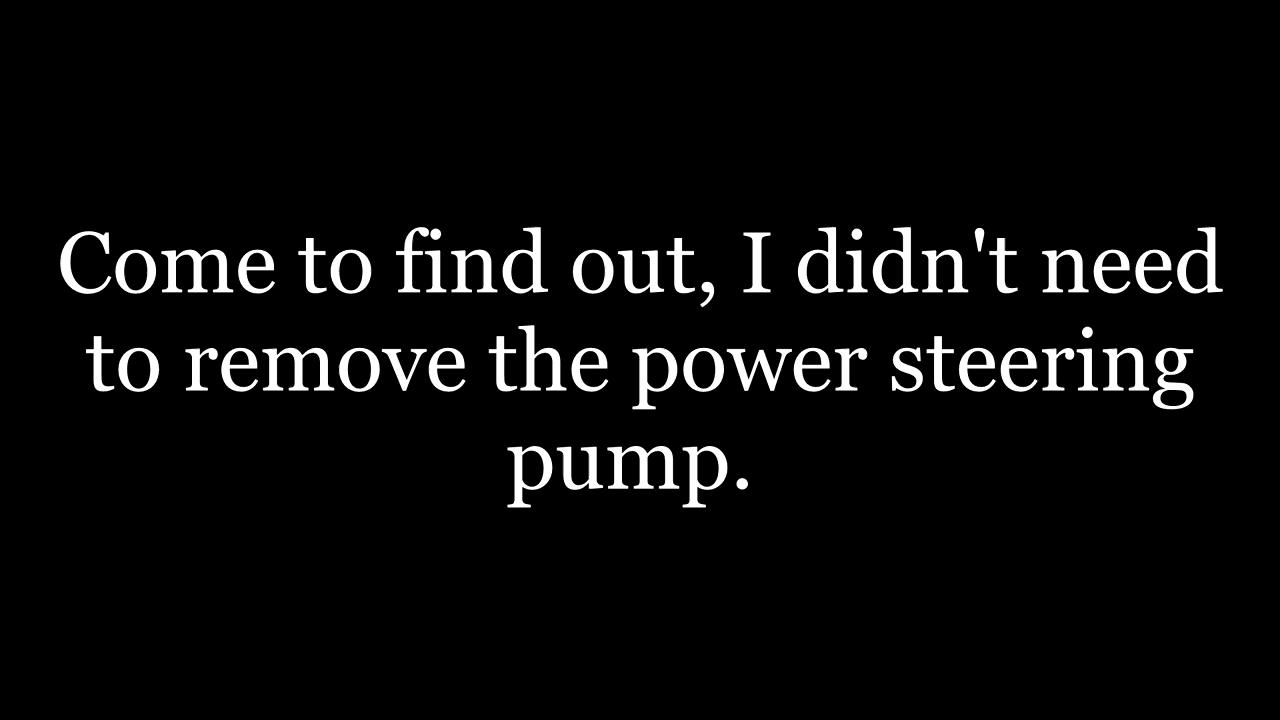 Come to find out, I didn't need
to remove the power steering
pump.